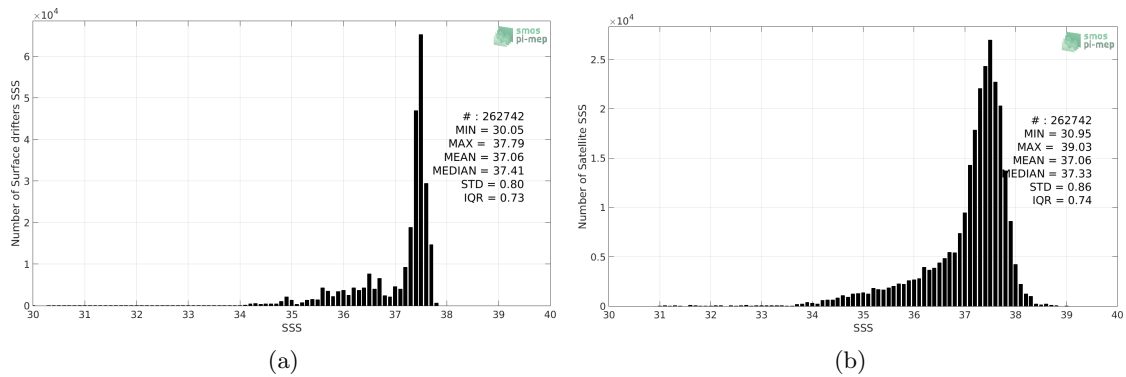 ×10⁴
6
5
4
3
2
1
0
Number of Surface drifters SSS
30 31 32 33 34 35 36 37 38 39 40
SSS
smos
pi-mep
# : 262742
MIN = 30.05
MAX = 37.79
MEAN = 37.06
MEDIAN = 37.41
STD = 0.80
IQR = 0.73
(a)
×10⁴
2.5
2
1.5
1
0.5
0
Number of Satellite SSS
30 31 32 33 34 35 36 37 38 39 40
SSS
smos
pi-mep
# : 262742
MIN = 30.95
MAX = 39.03
MEAN = 37.06
MEDIAN = 37.33
STD = 0.86
IQR = 0.74
(b)